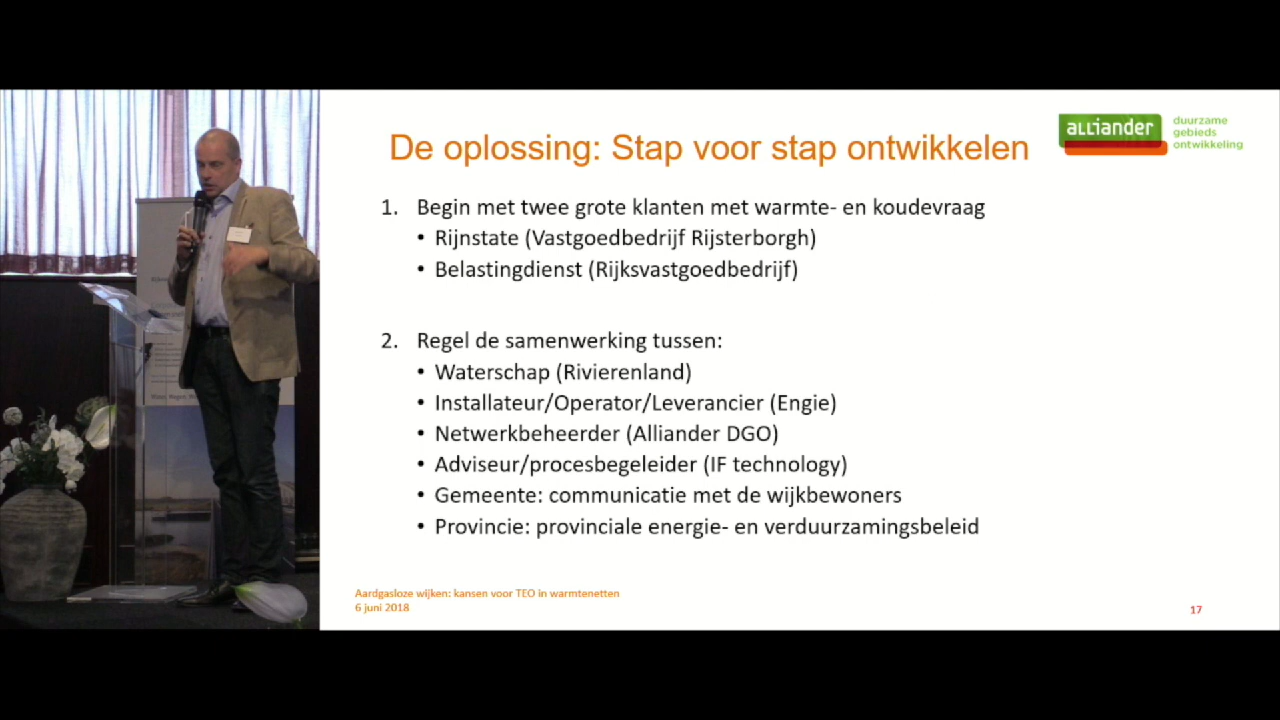 De oplossing: Stap voor stap ontwikkelen
alliander
duurzame
gebieds
ontwikkeling
1. Begin met twee grote klanten met warmte- en koudevraag
• Rijnstate (Vastgoedbedrijf Rijsterborgh)
• Belastingdienst (Rijksvastgoedbedrijf)
2. Regel de samenwerking tussen:
• Waterschap (Rivierenland)
• Installateur/Operator/Leverancier (Engie)
• Netwerkbeheerder (Alliander DGO)
• Adviseur/procesbegeleider (IF technology)
• Gemeente: communicatie met de wijkbewoners
• Provincie: provinciale energie- en verduurzamingsbeleid
Aardgasloze wijken: kansen voor TEO in warmtenetten
6 juni 2018
17